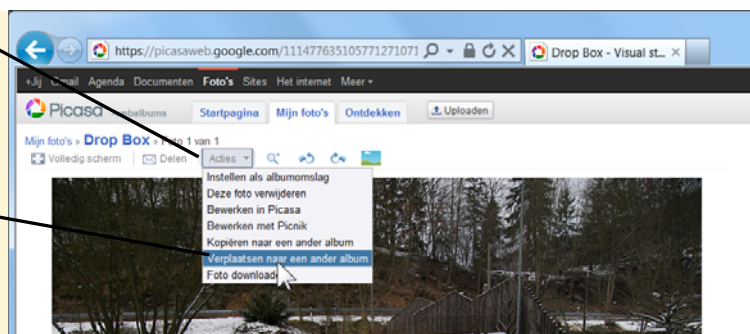 https://picasaweb.google.com/111477635105771271071
Drop Box - Visual st...
+Jij Gmail Agenda Documenten Foto's Sites Het internet Meer
Picasa Webalbums Startpagina Mijn foto's Ontdekken Uploaden
Mijn foto's » Drop Box » Foto 1 van 1
Volledig scherm Delen Acties
Instellen als albumomslag
Deze foto verwijderen
Bewerken in Picasa
Bewerken met Picnik
Kopiëren naar een ander album
Verplaatsen naar een ander album
Foto downloaden